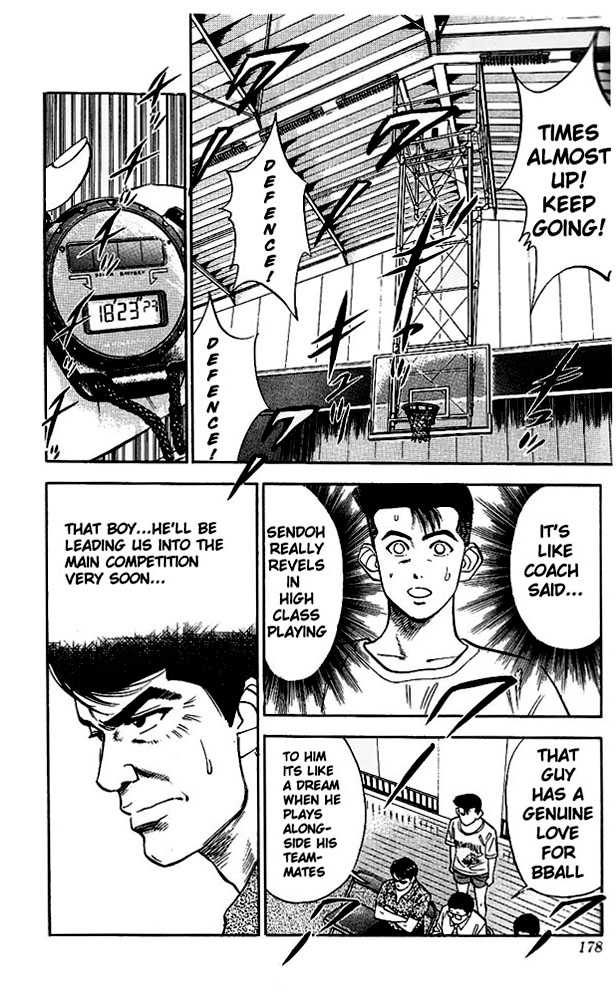 TIMES
ALMOST
UP!
KEEP
GOING!
DEFENCE!
DEFENCE!
18'23"23
IT'S
LIKE
COACH
SAID...
SENDOH
REALLY
REVELS
IN
HIGH
CLASS
PLAYING
THAT BOY...HE'LL BE
LEADING US INTO THE
MAIN COMPETITION
VERY SOON...
THAT
GUY
HAS A
GENUINE
LOVE
FOR
BBALL
TO HIM
ITS LIKE
A DREAM
WHEN HE
PLAYS
ALONG-
SIDE HIS
TEAM-
MATES
178